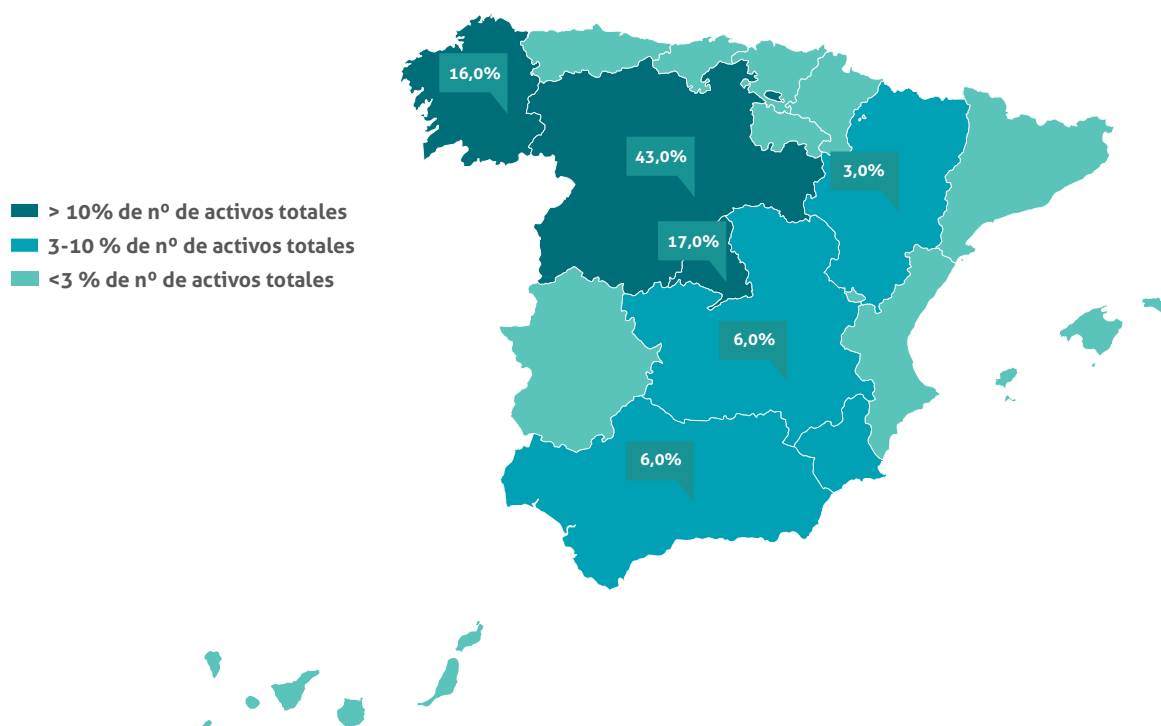 16,0%
43,0%
3,0%
> 10% de nº de activos totales
17,0%
3-10 % de nº de activos totales
<3 % de nº de activos totales
6,0%
6,0%